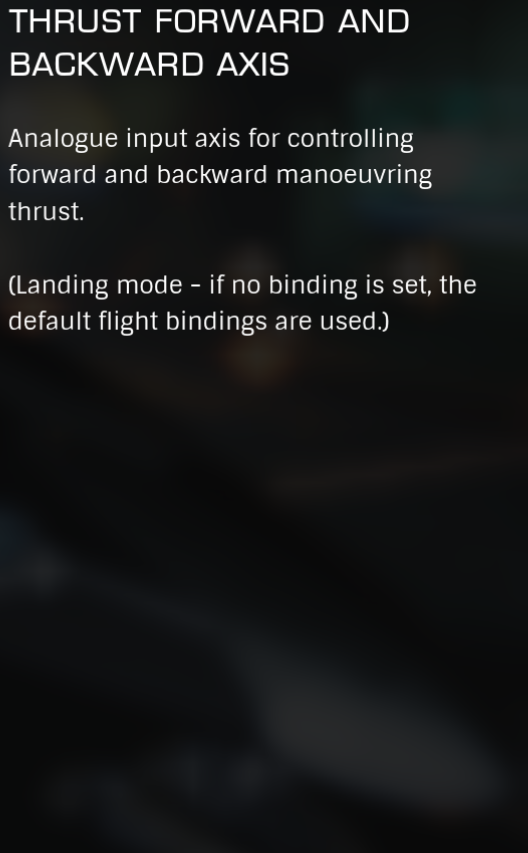 THRUST FORWARD AND
BACKWARD AXIS
Analogue input axis for controlling
forward and backward manoeuvring
thrust.
(Landing mode - if no binding is set, the
default flight bindings are used.)